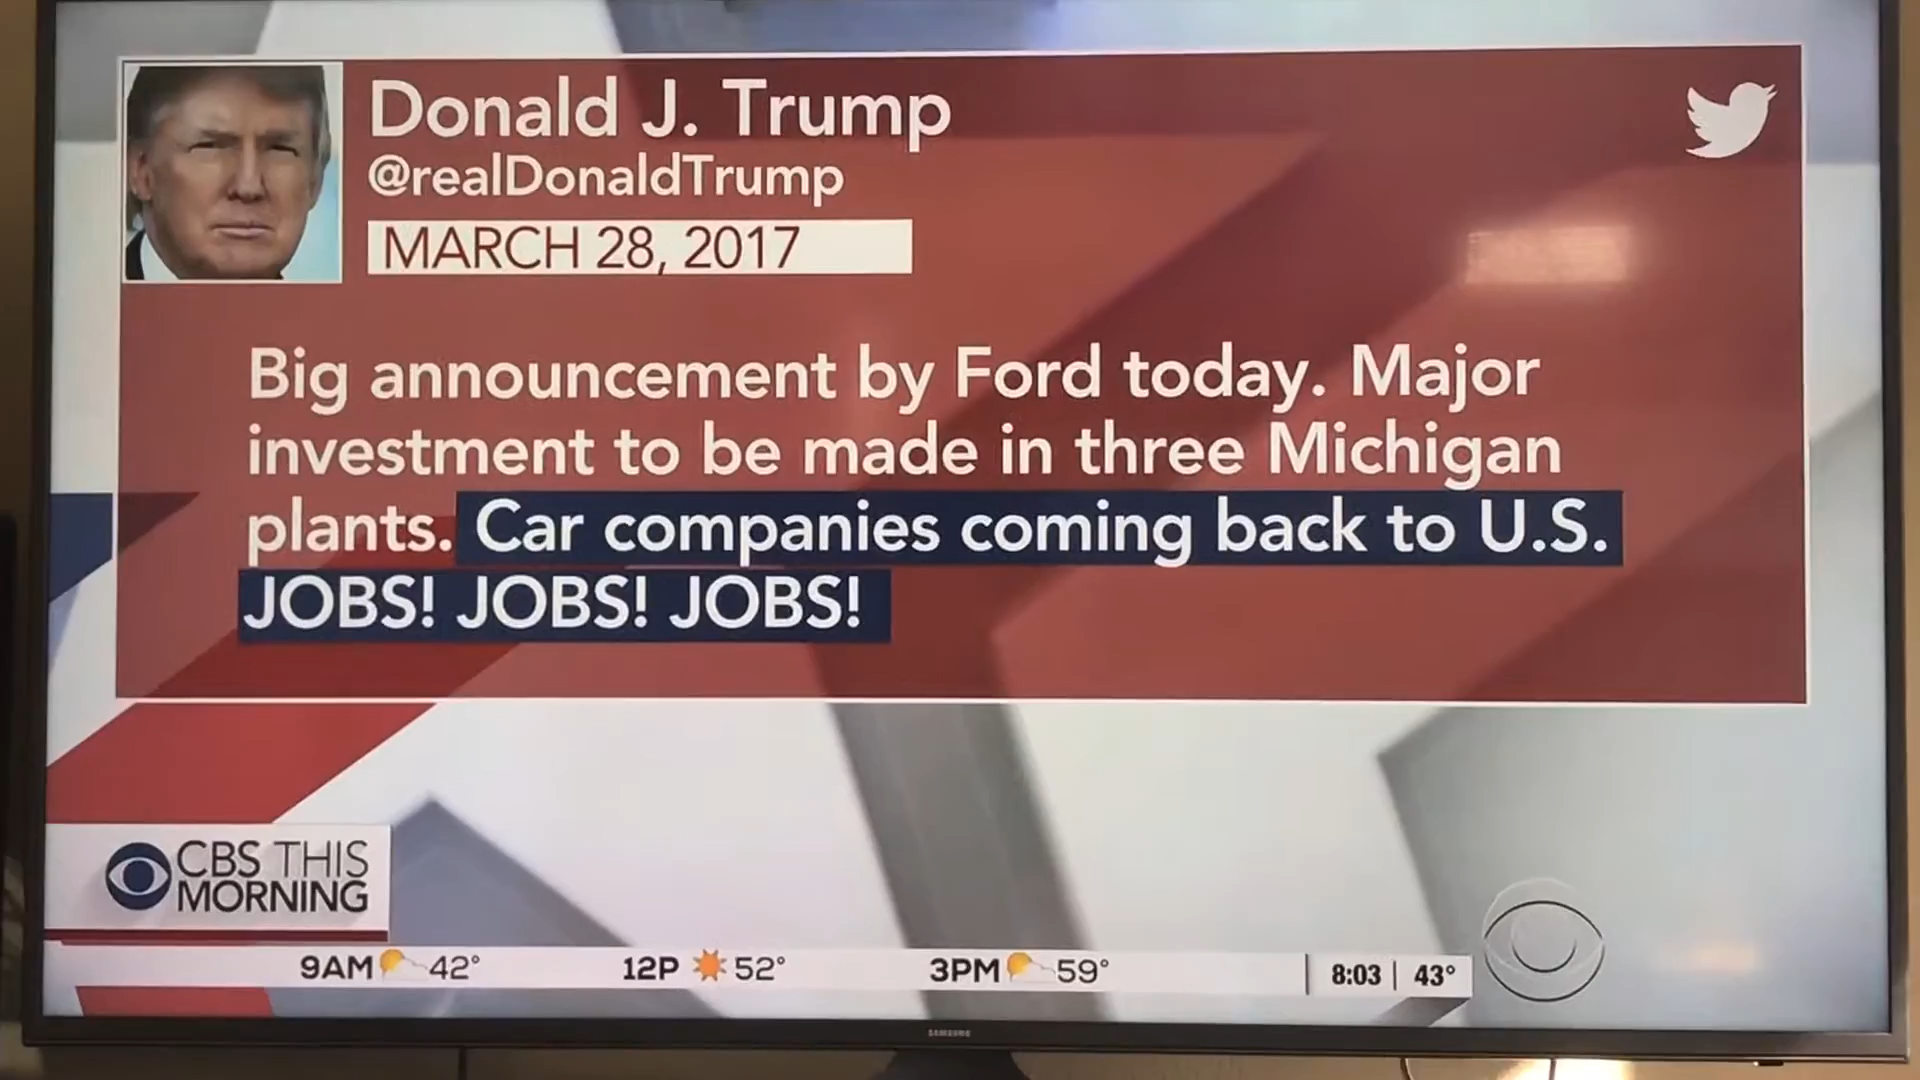 Donald J. Trump
@realDonaldTrump
MARCH 28, 2017
Big announcement by Ford today. Major
investment to be made in three Michigan
plants. Car companies coming back to U.S.
JOBS! JOBS! JOBS!
CBS THIS
MORNING
9AM 42° 12P 52° 3PM 59° 8:03 43°
SAMSUNG